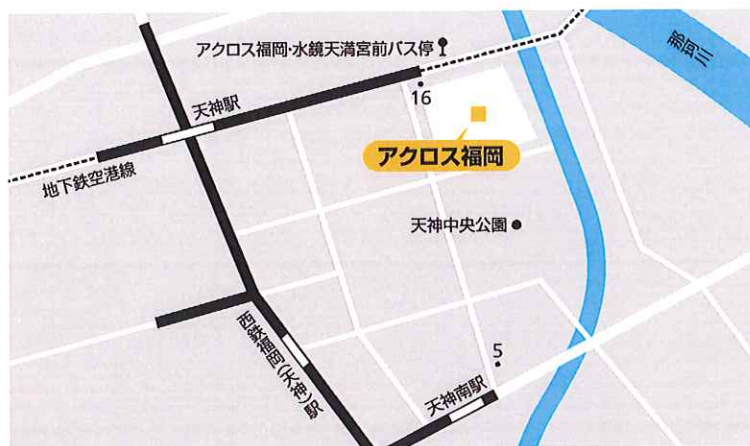 アクロス福岡・水鏡天満宮前バス停
那珂川
天神駅
16
地下鉄空港線
アクロス福岡
天神中央公園
西鉄福岡(天神)駅
5
天神南駅